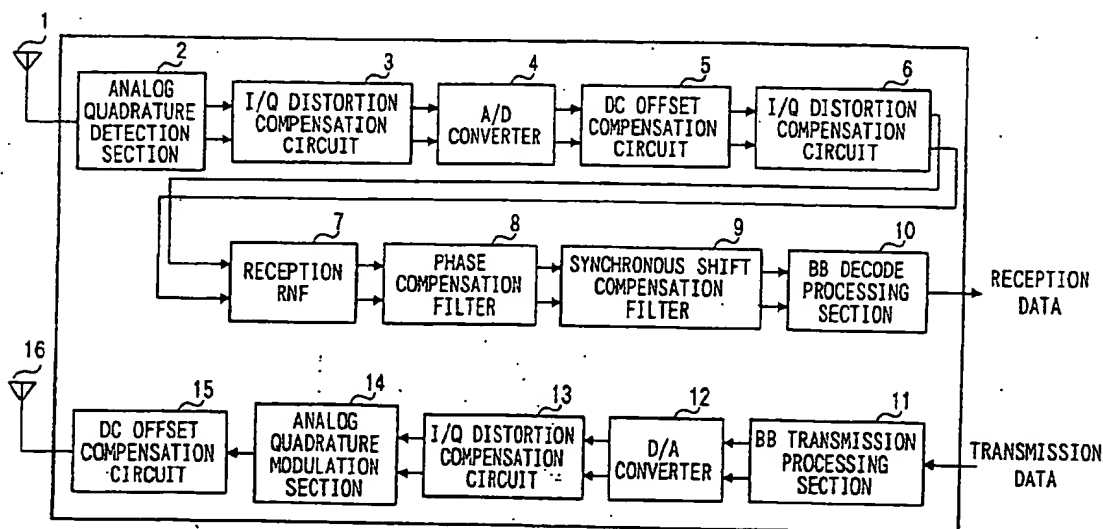 1
2
ANALOG
QUADRATURE
DETECTION
SECTION
3
I/Q DISTORTION
COMPENSATION
CIRCUIT
4
A/D
CONVERTER
5
DC OFFSET
COMPENSATION
CIRCUIT
6
I/Q DISTORTION
COMPENSATION
CIRCUIT
7
RECEPTION
RNF
8
PHASE
COMPENSATION
FILTER
9
SYNCHRONOUS SHIFT
COMPENSATION
FILTER
10
BB DECODE
PROCESSING
SECTION
RECEPTION
DATA
16
15
DC OFFSET
COMPENSATION
CIRCUIT
14
ANALOG
QUADRATURE
MODULATION
SECTION
13
I/Q DISTORTION
COMPENSATION
CIRCUIT
12
D/A
CONVERTER
11
BB TRANSMISSION
PROCESSING
SECTION
TRANSMISSION
DATA